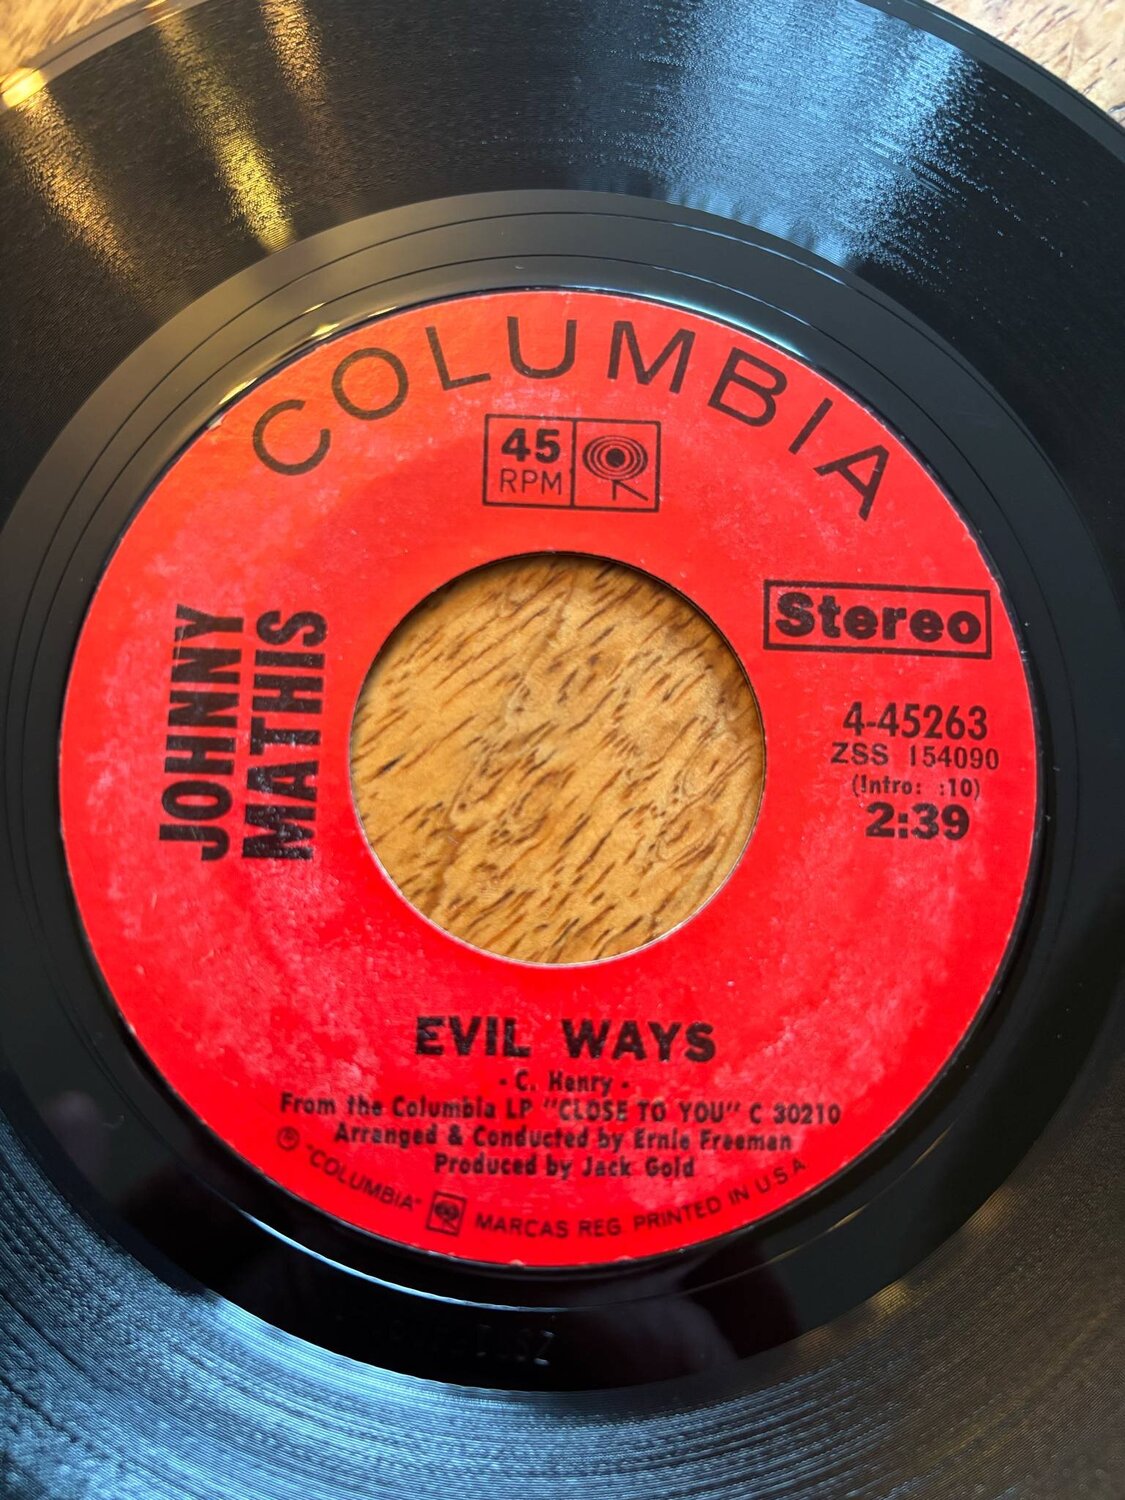 COLUMBIA
45
RPM
Stereo
JOHNNY
MATHIS
4-45263
ZSS 154090
(Intro: :10)
2:39
EVIL WAYS
- C. Henry -
From the Columbia LP "CLOSE TO YOU" C 30210
Arranged & Conducted by Ernie Freeman
Produced by Jack Gold
℗ "COLUMBIA" MARCAS REG PRINTED IN U.S.A